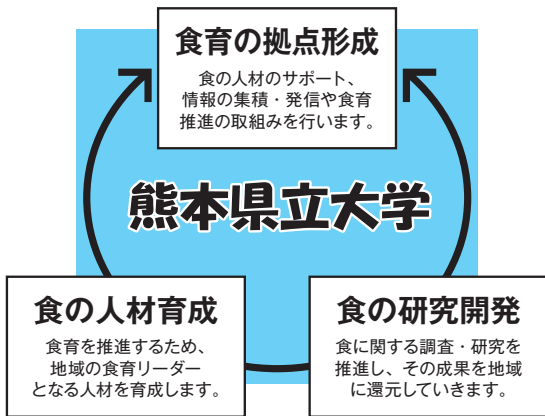 食育の拠点形成
食の人材のサポート、
情報の集積・発信や食育
推進の取組みを行います。
熊本県立大学
食の人材育成
食育を推進するため、
地域の食育リーダー
となる人材を育成します。
食の研究開発
食に関する調査・研究を
推進し、その成果を地域
に還元していきます。